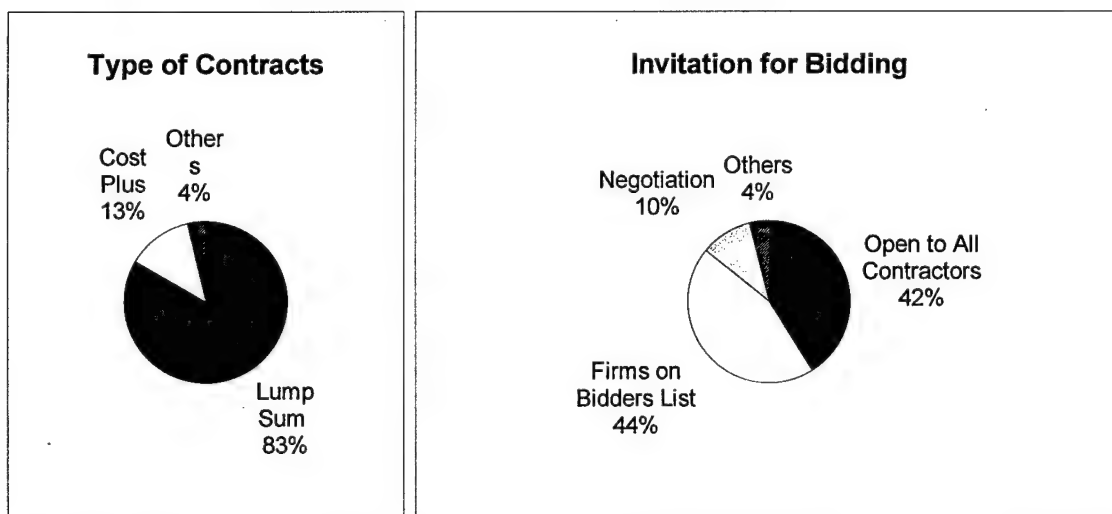 Type of Contracts
Other
s
4%
Cost
Plus
13%
Lump
Sum
83%
Invitation for Bidding
Others
4%
Negotiation
10%
Open to All
Contractors
42%
Firms on
Bidders List
44%